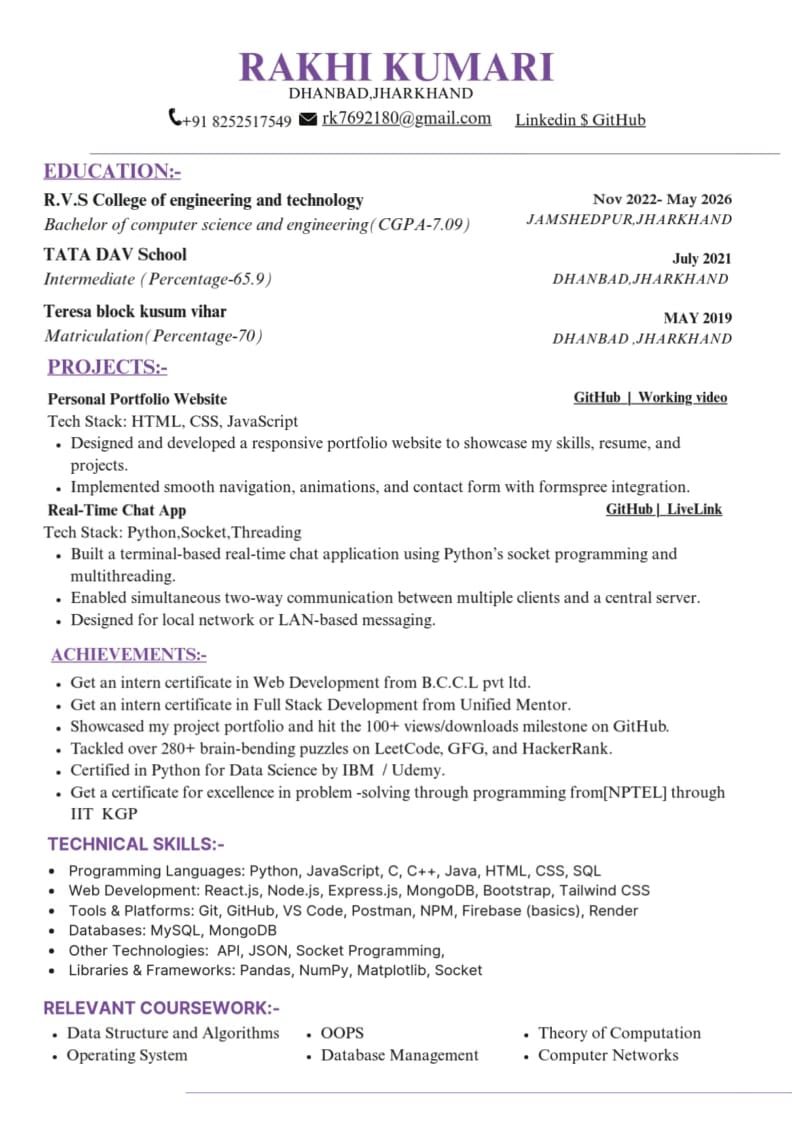 RAKHI KUMARI
DHANBAD,JHARKHAND
+91 8252517549 rk7692180@gmail.com Linkedin $ GitHub
EDUCATION:-
R.V.S College of engineering and technology Nov 2022- May 2026
Bachelor of computer science and engineering(CGPA-7.09) JAMSHEDPUR,JHARKHAND
TATA DAV School July 2021
Intermediate (Percentage-65.9) DHANBAD,JHARKHAND
Teresa block kusum vihar MAY 2019
Matriculation(Percentage-70) DHANBAD ,JHARKHAND
PROJECTS:-
Personal Portfolio Website GitHub | Working video
Tech Stack: HTML, CSS, JavaScript
• Designed and developed a responsive portfolio website to showcase my skills, resume, and
projects.
• Implemented smooth navigation, animations, and contact form with formspree integration.
Real-Time Chat App GitHub | LiveLink
Tech Stack: Python,Socket,Threading
• Built a terminal-based real-time chat application using Python’s socket programming and
multithreading.
• Enabled simultaneous two-way communication between multiple clients and a central server.
• Designed for local network or LAN-based messaging.
ACHIEVEMENTS:-
• Get an intern certificate in Web Development from B.C.C.L pvt ltd.
• Get an intern certificate in Full Stack Development from Unified Mentor.
• Showcased my project portfolio and hit the 100+ views/downloads milestone on GitHub.
• Tackled over 280+ brain-bending puzzles on LeetCode, GFG, and HackerRank.
• Certified in Python for Data Science by IBM / Udemy.
• Get a certificate for excellence in problem -solving through programming from[NPTEL] through
IIT KGP
TECHNICAL SKILLS:-
• Programming Languages: Python, JavaScript, C, C++, Java, HTML, CSS, SQL
• Web Development: React.js, Node.js, Express.js, MongoDB, Bootstrap, Tailwind CSS
• Tools & Platforms: Git, GitHub, VS Code, Postman, NPM, Firebase (basics), Render
• Databases: MySQL, MongoDB
• Other Technologies: API, JSON, Socket Programming,
• Libraries & Frameworks: Pandas, NumPy, Matplotlib, Socket
RELEVANT COURSEWORK:-
• Data Structure and Algorithms • OOPS • Theory of Computation
• Operating System • Database Management • Computer Networks